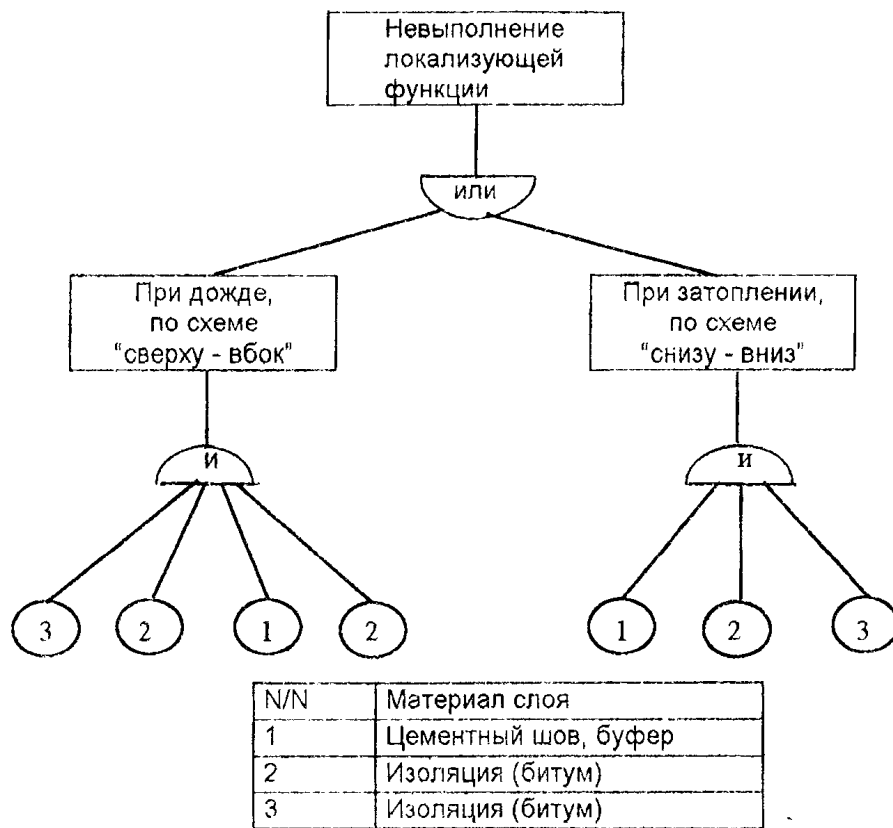 Невыполнение
локализующей
функции
или
При дожде,
по схеме
"сверху - вбок"
При затоплении,
по схеме
"снизу - вниз"
и
и
3 2 1 2
1 2 3
N/N Материал слоя
1 Цементный шов, буфер
2 Изоляция (битум)
3 Изоляция (битум)